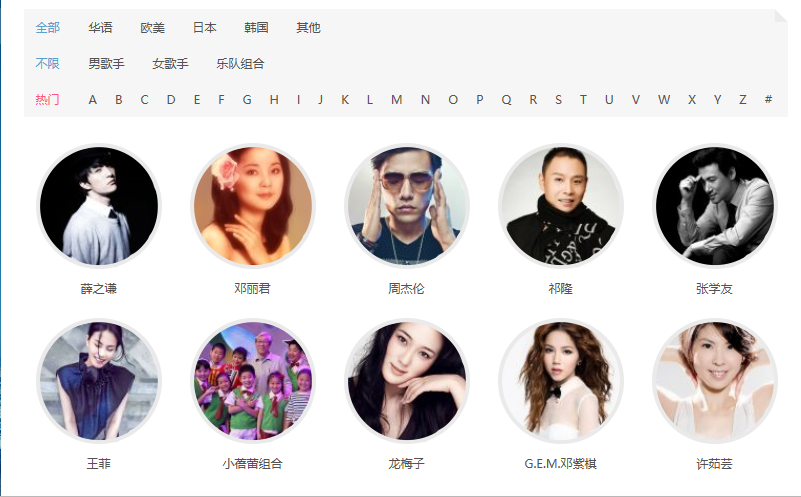 全部 华语 欧美 日本 韩国 其他
不限 男歌手 女歌手 乐队组合
热门 A B C D E F G H I J K L M N O P Q R S T U V W X Y Z #
薛之谦 邓丽君 周杰伦 祁隆 张学友
王菲 小蓓蕾组合 龙梅子 G.E.M.邓紫棋 许茹芸